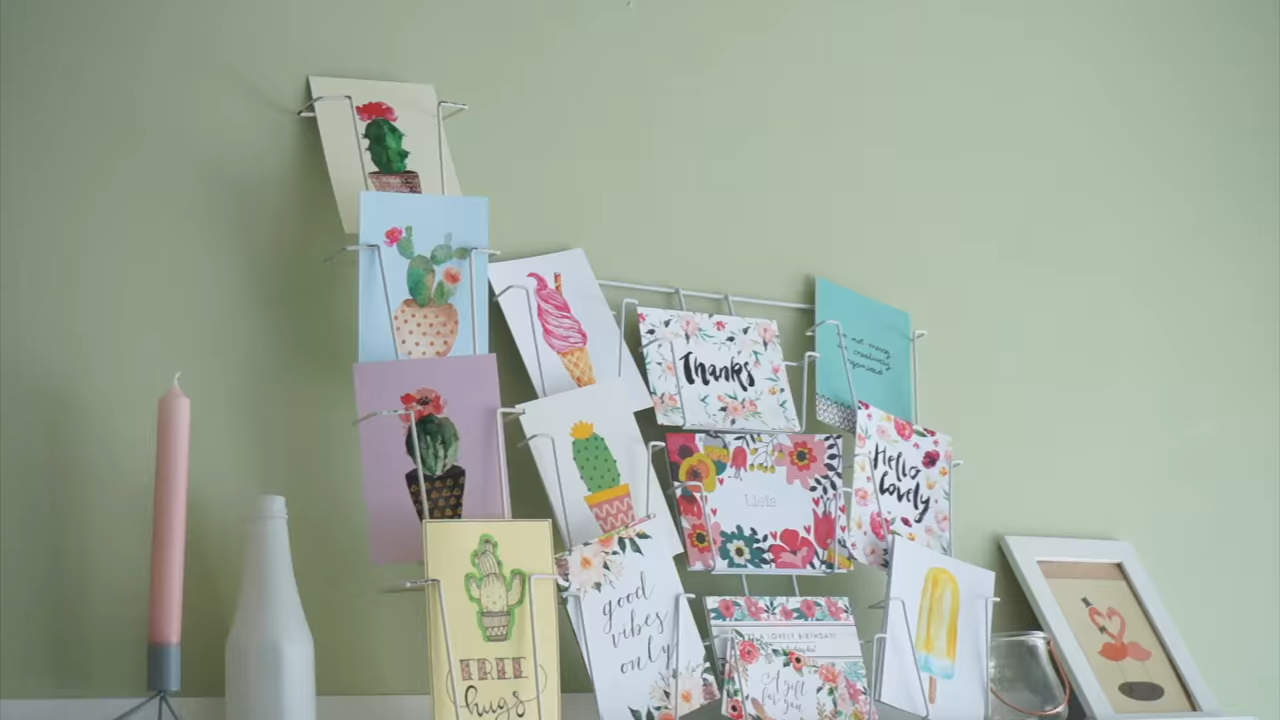 Thanks
Hello
lovely
good
vibes
only
FREE
hugs
A LOVELY BIRTHDAY!
A gift
for you